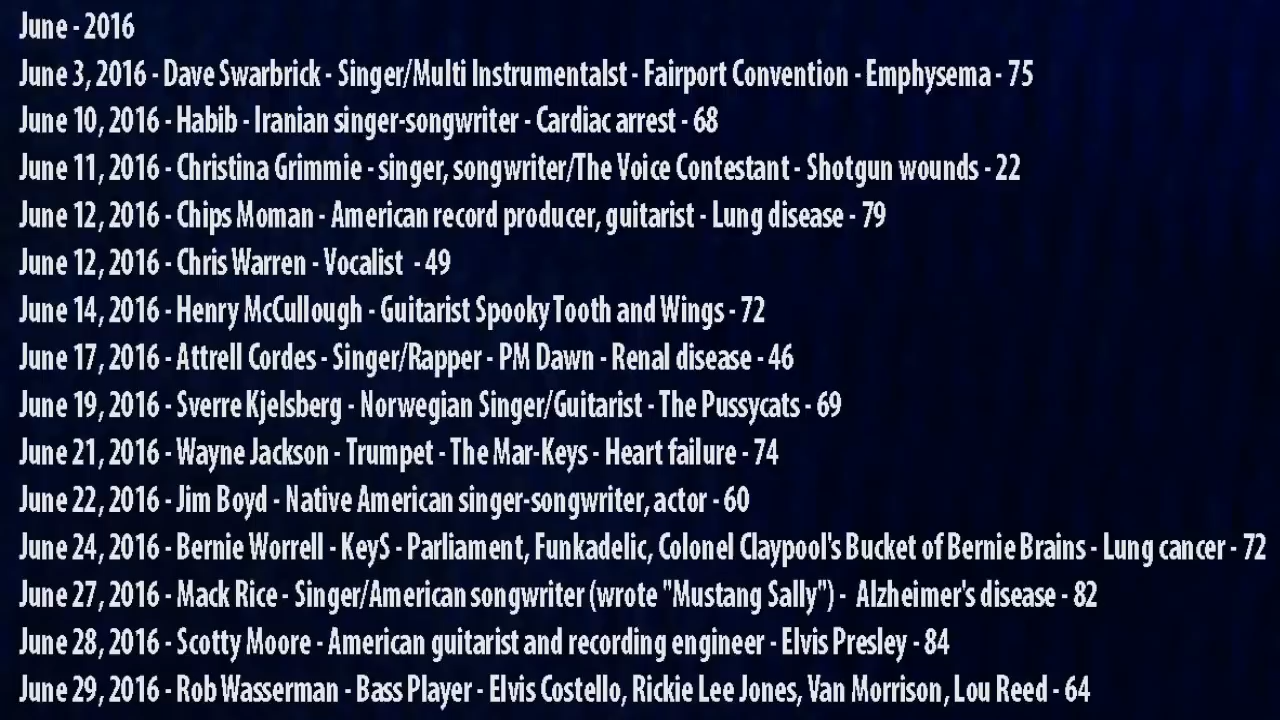 June - 2016
June 3, 2016 - Dave Swarbrick - Singer/Multi Instrumentalst - Fairport Convention - Emphysema - 75
June 10, 2016 - Habib - Iranian singer-songwriter - Cardiac arrest - 68
June 11, 2016 - Christina Grimmie - singer, songwriter/The Voice Contestant - Shotgun wounds - 22
June 12, 2016 - Chips Moman - American record producer, guitarist - Lung disease - 79
June 12, 2016 - Chris Warren - Vocalist  - 49
June 14, 2016 - Henry McCullough - Guitarist Spooky Tooth and Wings - 72
June 17, 2016 - Attrell Cordes - Singer/Rapper - PM Dawn - Renal disease - 46
June 19, 2016 - Sverre Kjelsberg - Norwegian Singer/Guitarist - The Pussycats - 69
June 21, 2016 - Wayne Jackson - Trumpet - The Mar-Keys - Heart failure - 74
June 22, 2016 - Jim Boyd - Native American singer-songwriter, actor - 60
June 24, 2016 - Bernie Worrell - KeyS - Parliament, Funkadelic, Colonel Claypool's Bucket of Bernie Brains - Lung cancer - 72
June 27, 2016 - Mack Rice - Singer/American songwriter (wrote "Mustang Sally") -  Alzheimer's disease - 82
June 28, 2016 - Scotty Moore - American guitarist and recording engineer - Elvis Presley - 84
June 29, 2016 - Rob Wasserman - Bass Player - Elvis Costello, Rickie Lee Jones, Van Morrison, Lou Reed - 64